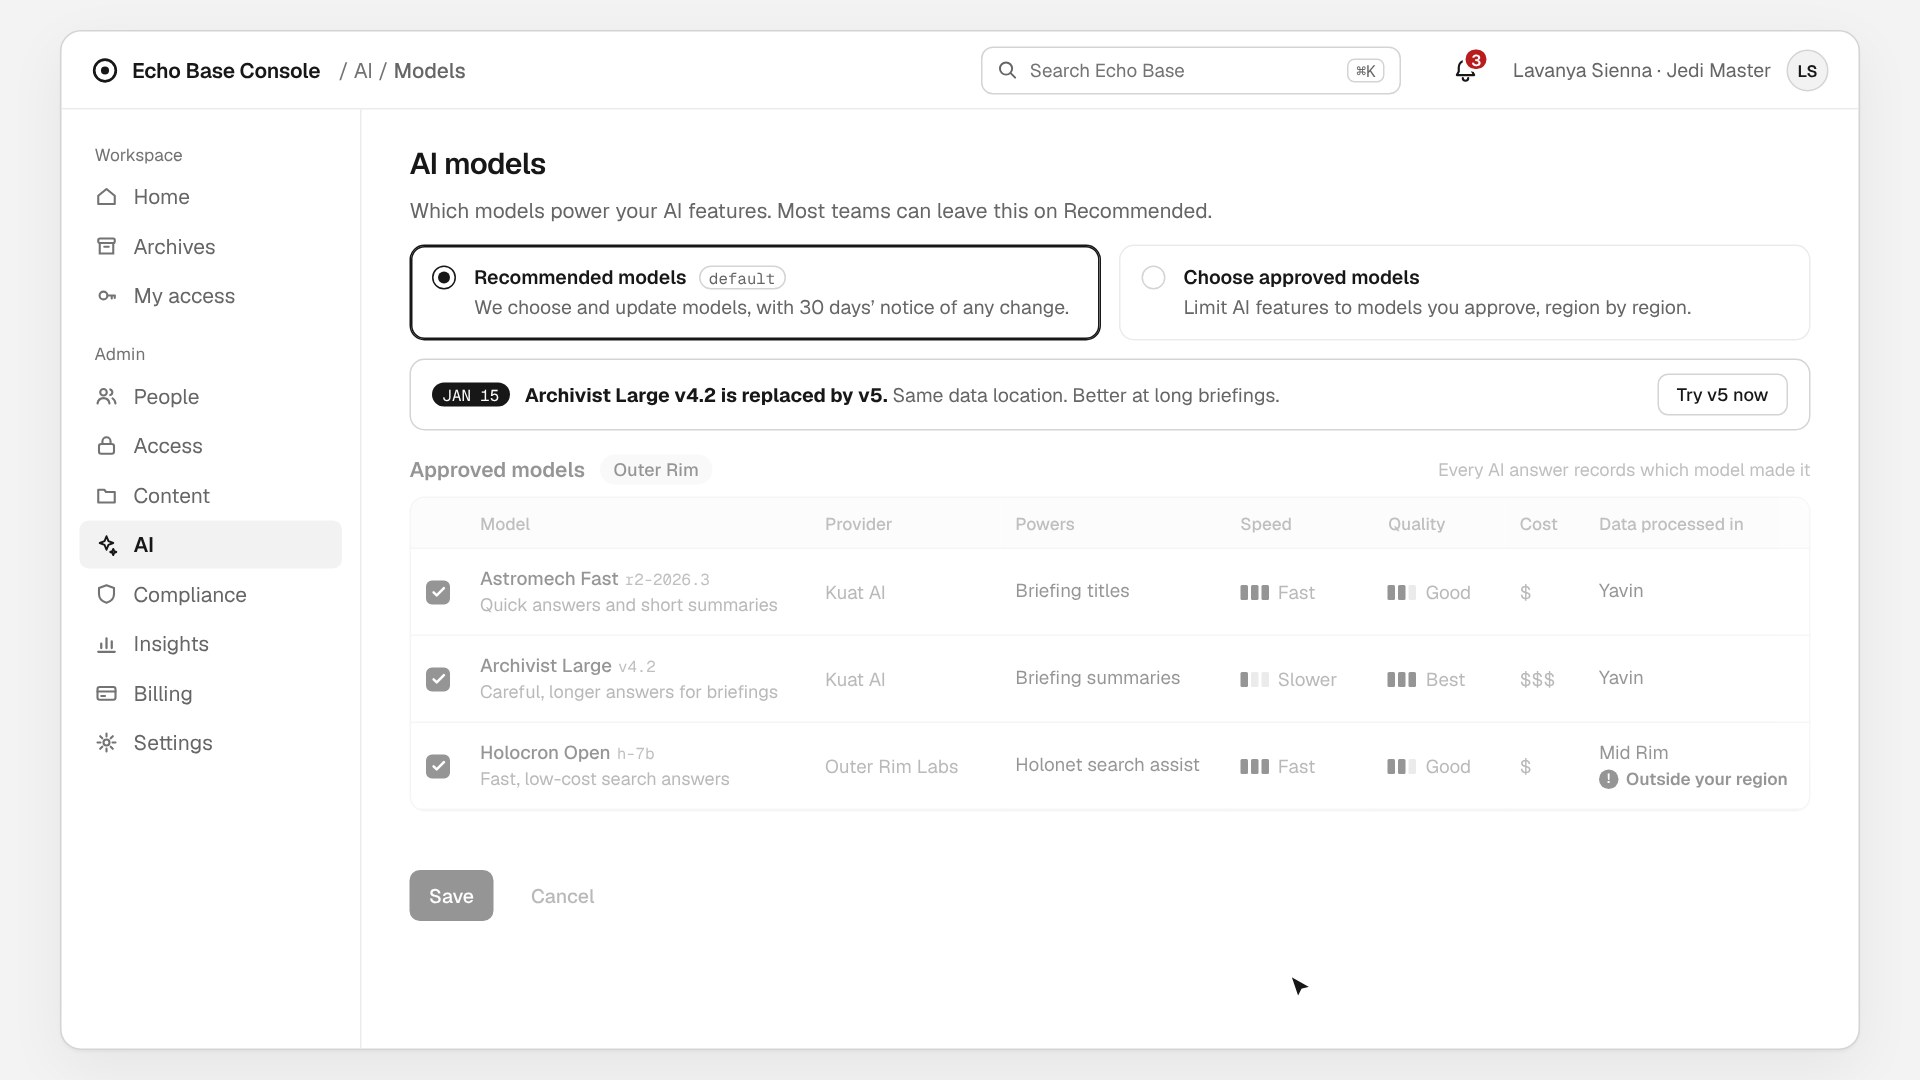 Echo Base Console / AI / Models
Search Echo Base ⌘K
3
Lavanya Sienna · Jedi Master LS
Workspace
Home
Archives
My access
Admin
People
Access
Content
AI
Compliance
Insights
Billing
Settings
AI models
Which models power your AI features. Most teams can leave this on Recommended.
Recommended models default
We choose and update models, with 30 days’ notice of any change.
Choose approved models
Limit AI features to models you approve, region by region.
JAN 15 Archivist Large v4.2 is replaced by v5. Same data location. Better at long briefings. Try v5 now
Approved models Outer Rim Every AI answer records which model made it
Model Provider Powers Speed Quality Cost Data processed in
Astromech Fast r2-2026.3
Quick answers and short summaries
Kuat AI Briefing titles Fast Good $ Yavin
Archivist Large v4.2
Careful, longer answers for briefings
Kuat AI Briefing summaries Slower Best $$$ Yavin
Holocron Open h-7b
Fast, low-cost search answers
Outer Rim Labs Holonet search assist Fast Good $ Mid Rim
! Outside your region
Save Cancel